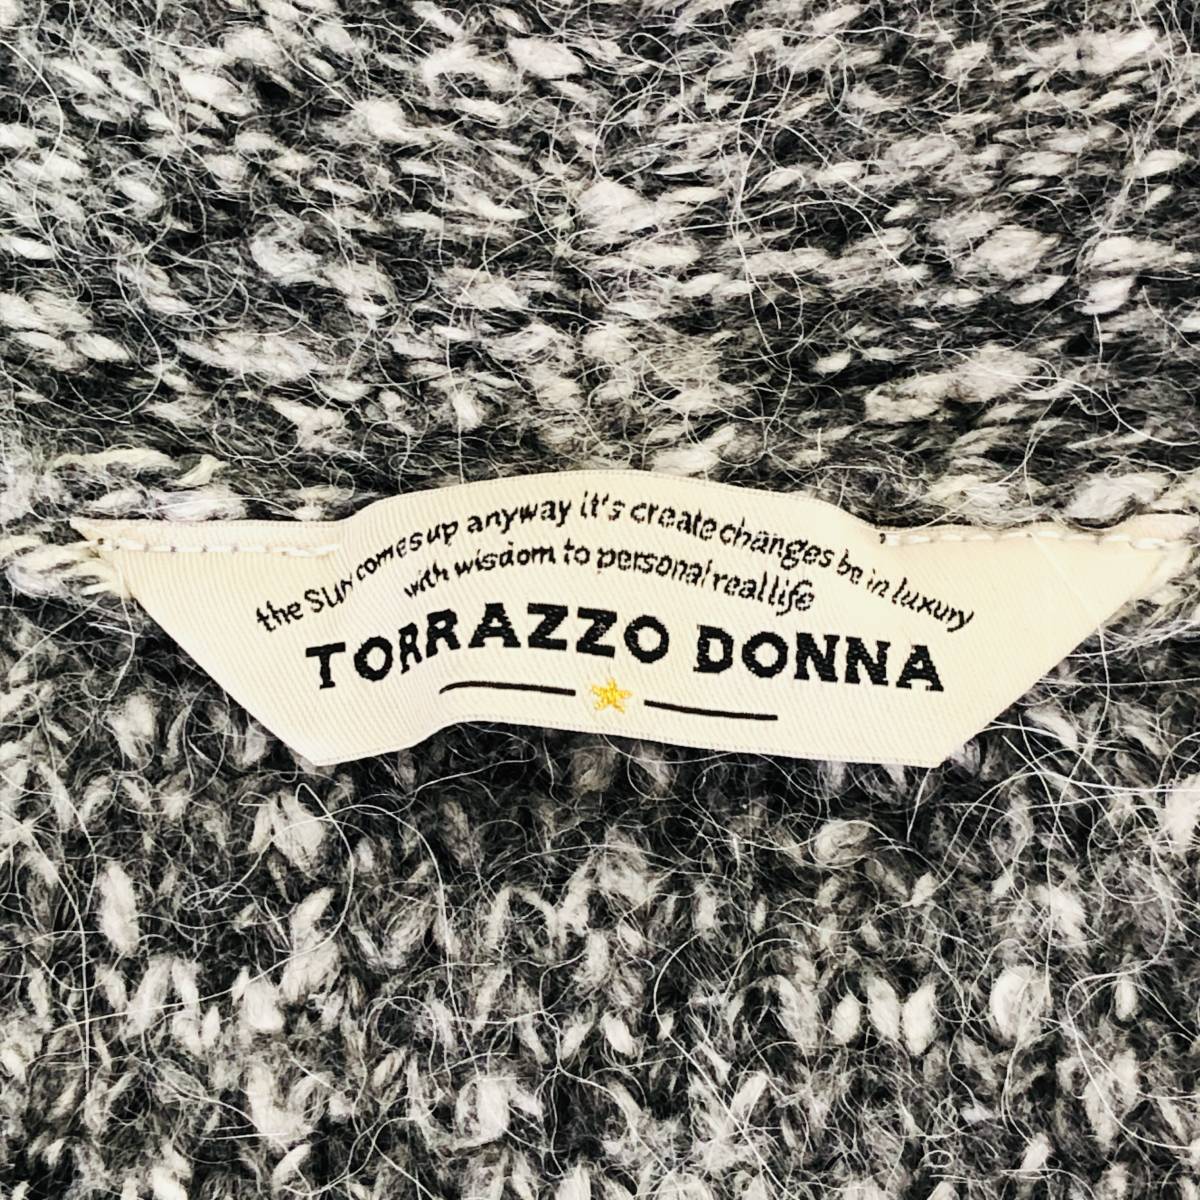 the SUN comes up anyway it's create changes be in luxury
with wisdom to personal real life
TORRAZZO DONNA